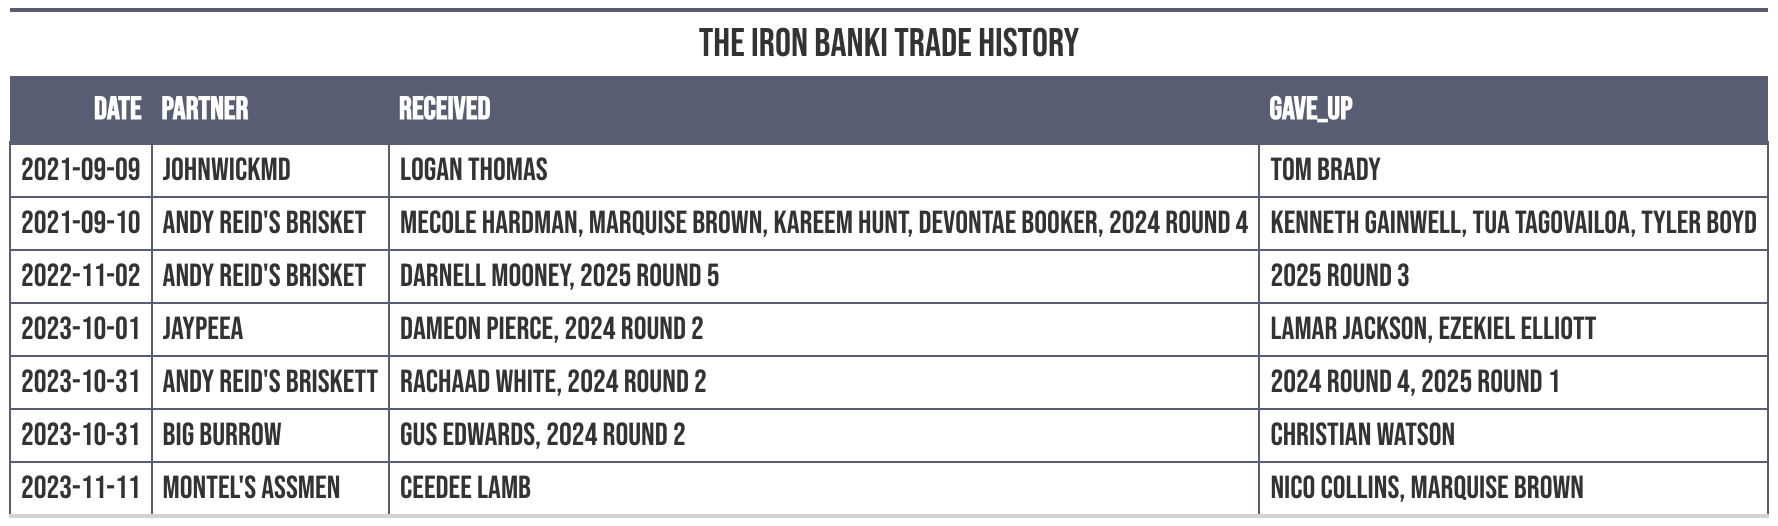 THE IRON BANKI TRADE HISTORY
DATE PARTNER RECEIVED GAVE_UP
2021-09-09 JOHNWICKMD LOGAN THOMAS TOM BRADY
2021-09-10 ANDY REID'S BRISKET MECOLE HARDMAN, MARQUISE BROWN, KAREEM HUNT, DEVONTAE BOOKER, 2024 ROUND 4 KENNETH GAINWELL, TUA TAGOVAILOA, TYLER BOYD
2022-11-02 ANDY REID'S BRISKET DARNELL MOONEY, 2025 ROUND 5 2025 ROUND 3
2023-10-01 JAYPEEA DAMEON PIERCE, 2024 ROUND 2 LAMAR JACKSON, EZEKIEL ELLIOTT
2023-10-31 ANDY REID'S BRISKETT RACHAAD WHITE, 2024 ROUND 2 2024 ROUND 4, 2025 ROUND 1
2023-10-31 BIG BURROW GUS EDWARDS, 2024 ROUND 2 CHRISTIAN WATSON
2023-11-11 MONTEL'S ASSMEN CEEDEE LAMB NICO COLLINS, MARQUISE BROWN